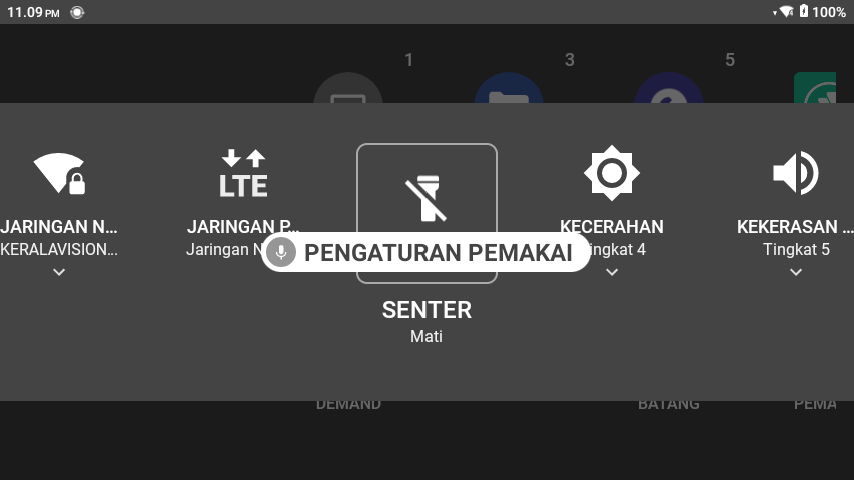 11.09 PM
100%
1
3
5
LTE
JARINGAN N...
KERALAVISION...
JARINGAN P...
Jaringan N
KECERAHAN
ingkat 4
KEKERASAN ...
Tingkat 5
PENGATURAN PEMAKAI
SENTER
Mati
DEMAND
BATANG
PEMA